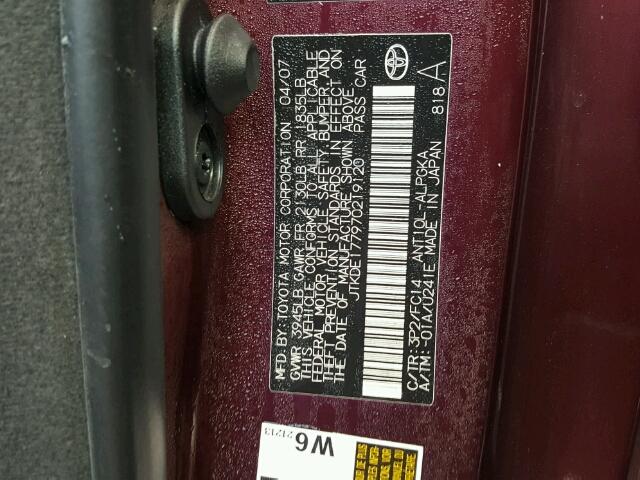 MFD. BY: TOYOTA MOTOR CORPORATION 04/07
GVWR 3945LB GAWR FR 2130LB RR 1835LB
THIS VEHICLE CONFORMS TO ALL APPLICABLE
FEDERAL MOTOR VEHICLE SAFETY, BUMPER, AND
THEFT PREVENTION STANDARDS IN EFFECT ON
THE DATE OF MANUFACTURE SHOWN ABOVE.
JTKDE177970219120 PASS CAR
C/TR: 3P2/FC14 ANT10L-ALPGKA
A/TM: -01A/U241E MADE IN JAPAN
818 A
W6
21213